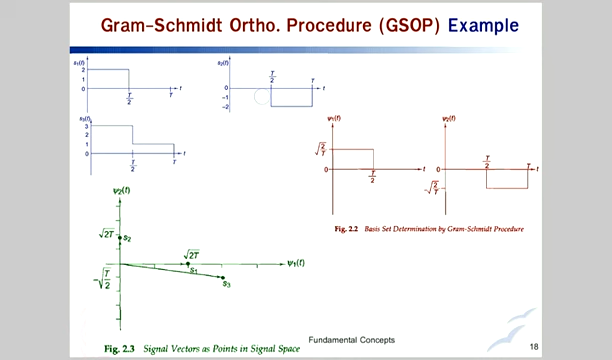 Gram–Schmidt Ortho. Procedure (GSOP) Example
s₁(t)
2
1
0
T/2
T
t
s₂(t)
0
−1
−2
T/2
T
t
s₃(t)
3
2
1
0
T/2
T
t
ψ₁(t)
√2/T
0
T/2
t
ψ₂(t)
0
−√2/T
T/2
T
t
Fig. 2.2 Basis Set Determination by Gram-Schmidt Procedure
ψ₂(t)
√2T
s₂
√2T
s₁
ψ₁(t)
s₃
−√T/2
Fig. 2.3 Signal Vectors as Points in Signal Space
Fundamental Concepts
18